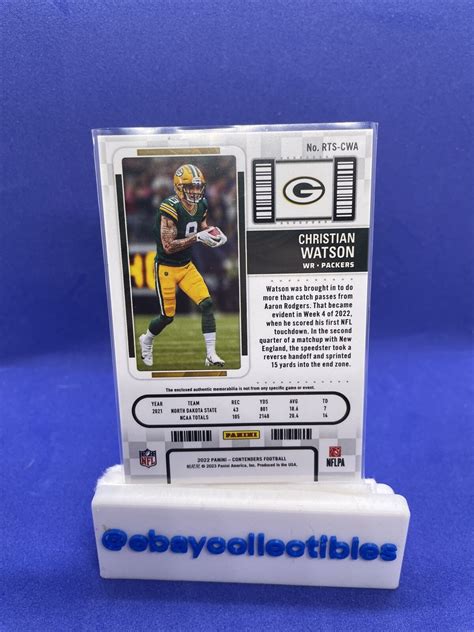 No. RTS-CWA
G
CHRISTIAN
WATSON
WR • PACKERS
Watson was brought in to do
more than catch passes from
Aaron Rodgers. That became
evident in Week 4 of 2022,
when he scored his first NFL
touchdown. In the second
quarter of a matchup with New
England, the speedster took a
reverse handoff and sprinted
15 yards into the end zone.
The enclosed authentic memorabilia is not from any specific game or event.
YEAR TEAM REC YDS AVG TD
2021 NORTH DAKOTA STATE 43 801 18.6 7
NCAA TOTALS 105 2140 20.4 14
PANINI
NFL
NFLPA
2022 PANINI - CONTENDERS FOOTBALL
© 2023 Panini America, Inc. Produced in the USA.
@ebaycollectibles